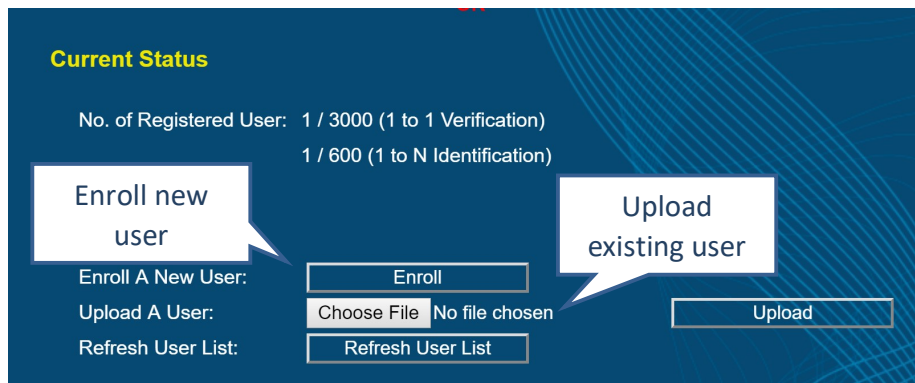 Current Status
No. of Registered User: 1 / 3000 (1 to 1 Verification)
1 / 600 (1 to N Identification)
Enroll new
user
Upload
existing user
Enroll A New User: Enroll
Upload A User: Choose File No file chosen Upload
Refresh User List: Refresh User List